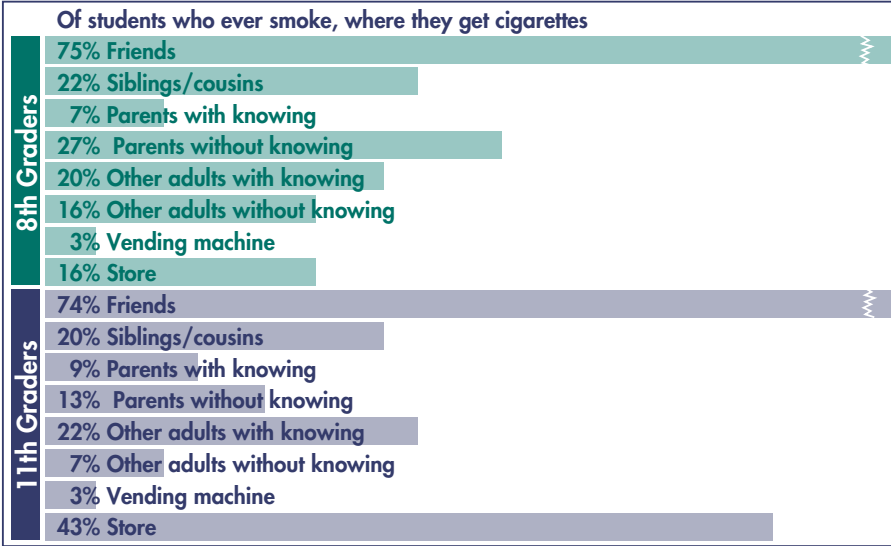 Of students who ever smoke, where they get cigarettes
8th Graders
75% Friends
22% Siblings/cousins
7% Parents with knowing
27% Parents without knowing
20% Other adults with knowing
16% Other adults without knowing
3% Vending machine
16% Store
11th Graders
74% Friends
20% Siblings/cousins
9% Parents with knowing
13% Parents without knowing
22% Other adults with knowing
7% Other adults without knowing
3% Vending machine
43% Store